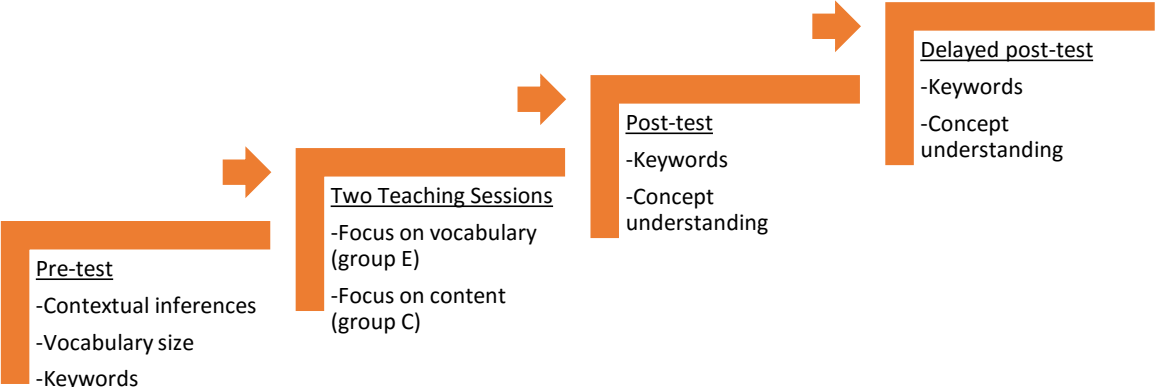 Pre-test
-Contextual inferences
-Vocabulary size
-Keywords
Two Teaching Sessions
-Focus on vocabulary
(group E)
-Focus on content
(group C)
Post-test
-Keywords
-Concept
understanding
Delayed post-test
-Keywords
-Concept
understanding